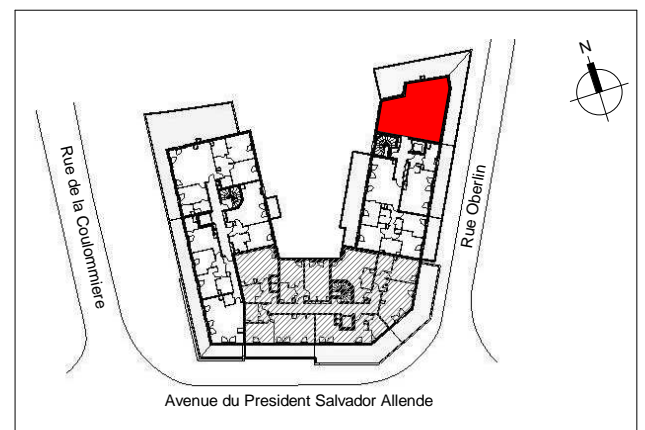 N
Rue de la Coulommiere
Rue Oberlin
Avenue du President Salvador Allende